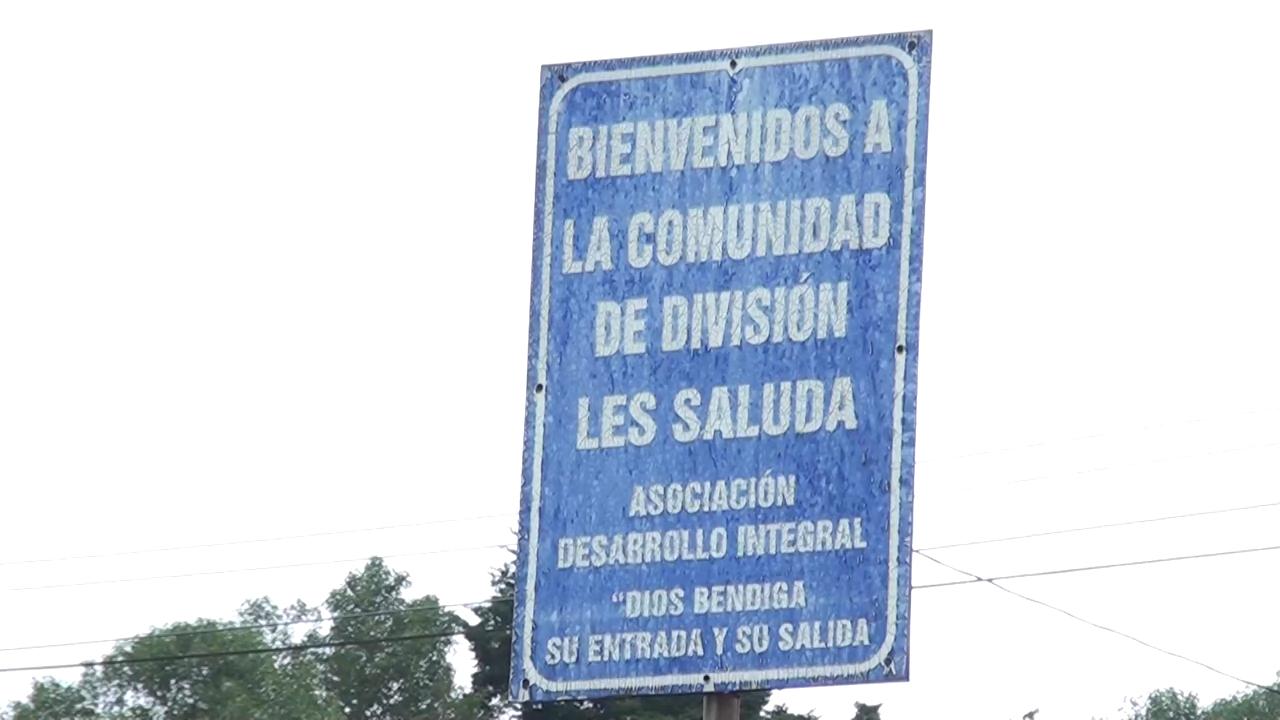 BIENVENIDOS A
LA COMUNIDAD
DE DIVISIÓN
LES SALUDA
ASOCIACIÓN
DESARROLLO INTEGRAL
“DIOS BENDIGA
SU ENTRADA Y SU SALIDA